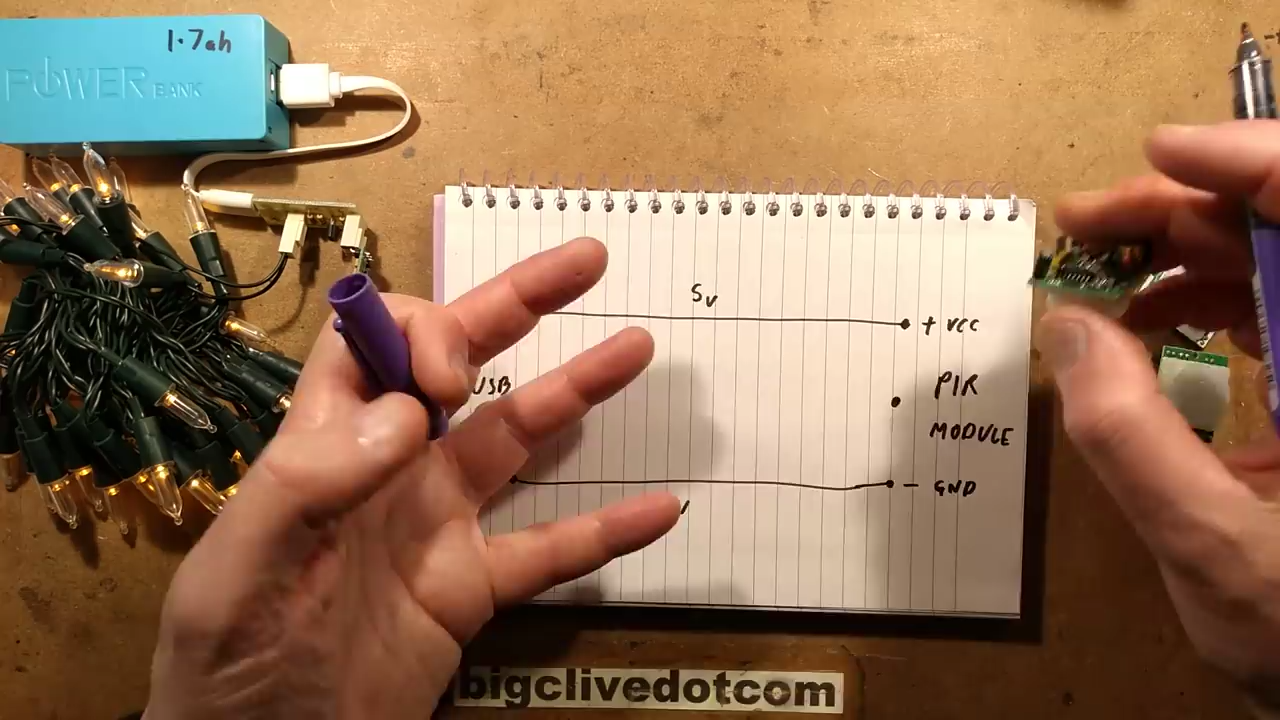 1.7ah
POWER BANK
5v
+ VCC
USB
PIR
MODULE
- GND
bigclivedotcom